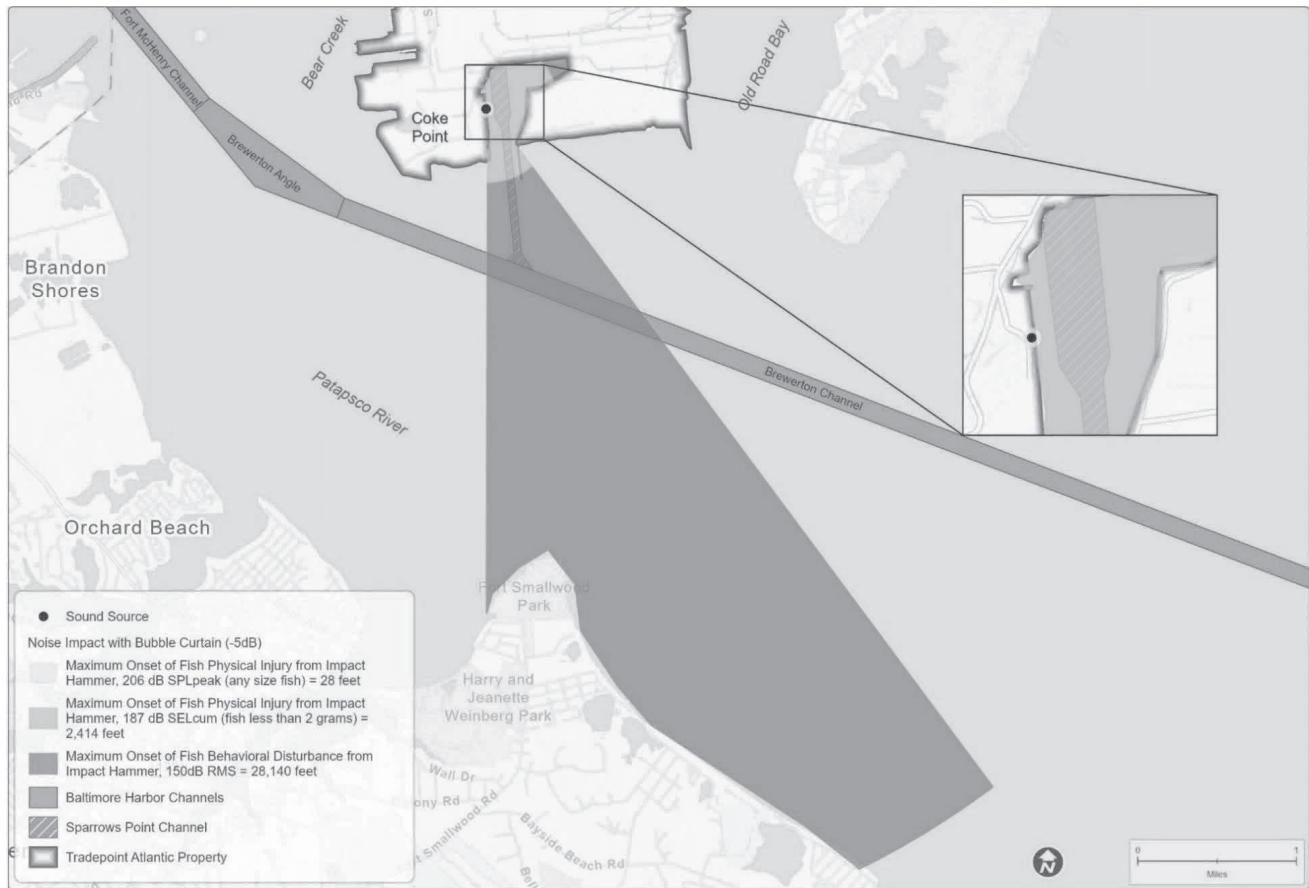 Fort McHenry Channel
Bear Creek
Old Road Bay
Coke
Point
Brewerton Angle
Brandon
Shores
Patapsco River
Brewerton Channel
Orchard Beach
Fort Smallwood
Park
Harry and
Jeanette
Weinberg Park
Wall Dr
ony Rd
t Smallwood Rd
Bayside Beach Rd
Sound Source
Noise Impact with Bubble Curtain (-5dB)
Maximum Onset of Fish Physical Injury from Impact
Hammer, 206 dB SPLpeak (any size fish) = 28 feet
Maximum Onset of Fish Physical Injury from Impact
Hammer, 187 dB SELcum (fish less than 2 grams) =
2,414 feet
Maximum Onset of Fish Behavioral Disturbance from
Impact Hammer, 150dB RMS = 28,140 feet
Baltimore Harbor Channels
Sparrows Point Channel
Tradepoint Atlantic Property
N
0 1
Miles